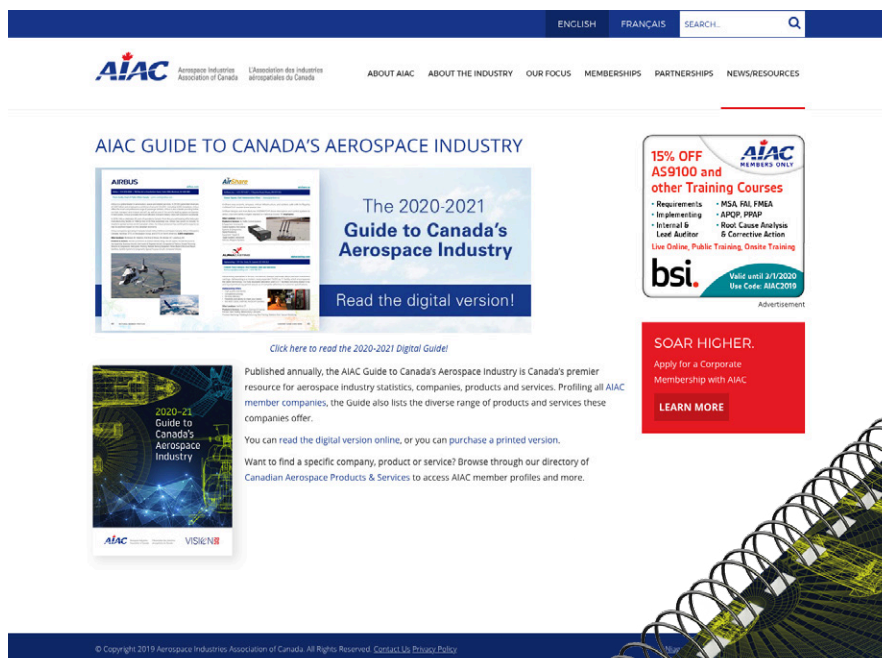 ENGLISH FRANÇAIS SEARCH...
AIAC Aerospace Industries Association of Canada L'Association des industries aérospatiales du Canada
ABOUT AIAC ABOUT THE INDUSTRY OUR FOCUS MEMBERSHIPS PARTNERSHIPS NEWS/RESOURCES
AIAC GUIDE TO CANADA'S AEROSPACE INDUSTRY
AIRBUS
AirShare
The 2020-2021
Guide to Canada's
Aerospace Industry
Read the digital version!
Click here to read the 2020-2021 Digital Guide!
2020–21
Guide to
Canada's
Aerospace
Industry
AIAC
Published annually, the AIAC Guide to Canada's Aerospace Industry is Canada's premier
resource for aerospace industry statistics, companies, products and services. Profiling all AIAC
member companies, the Guide also lists the diverse range of products and services these
companies offer.
You can read the digital version online, or you can purchase a printed version.
Want to find a specific company, product or service? Browse through our directory of
Canadian Aerospace Products & Services to access AIAC member profiles and more.
AIAC
MEMBERS ONLY
15% OFF
AS9100 and
other Training Courses
• Requirements
• Implementing
• Internal &
Lead Auditor
• MSA, FAI, FMEA
• APQP, PPAP
• Root Cause Analysis
& Corrective Action
Live Online, Public Training, Onsite Training
bsi.
Valid until 3/1/2020
Use Code: AIAC2019
Advertisement
SOAR HIGHER.
Apply for a Corporate
Membership with AIAC
LEARN MORE
© Copyright 2019 Aerospace Industries Association of Canada. All Rights Reserved. Contact Us Privacy Policy